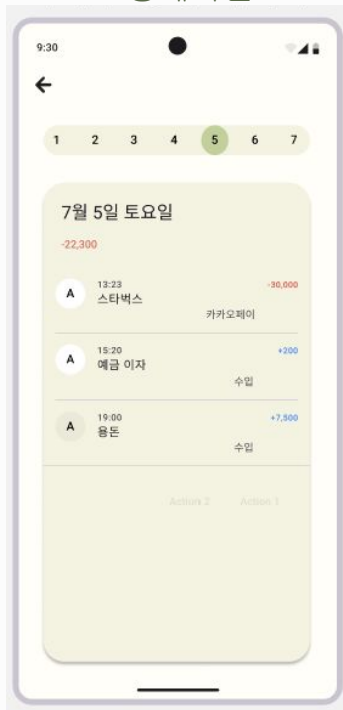 9:30
1 2 3 4 5 6 7
7월 5일 토요일
-22,300
13:23
A 스타벅스 -30,000
카카오페이
15:20
A 예금 이자 +200
수입
19:00
A 용돈 +7,500
수입
Action 2 Action 1